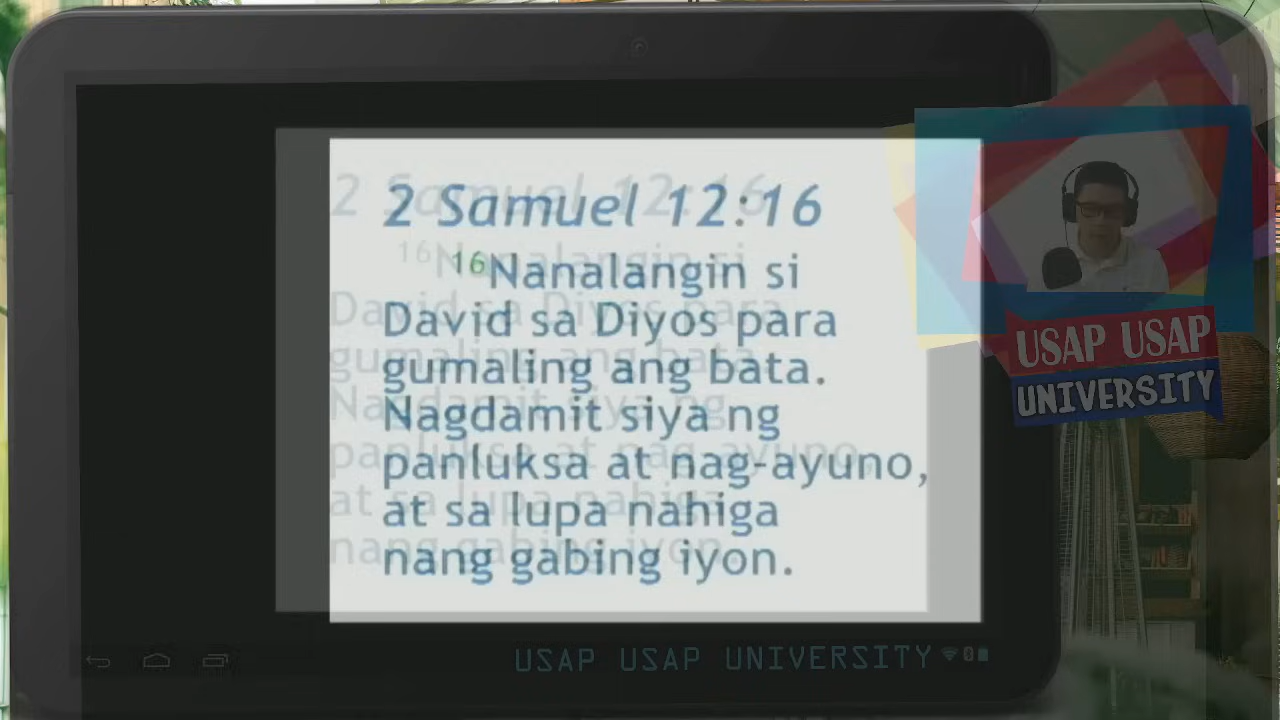 2 Samuel 12:16
16Nanalangin si
David sa Diyos para
gumaling ang bata.
Nagdamit siya ng
panluksa at nag-ayuno,
at sa lupa nahiga
nang gabing iyon.
USAP USAP
UNIVERSITY
USAP USAP UNIVERSITY